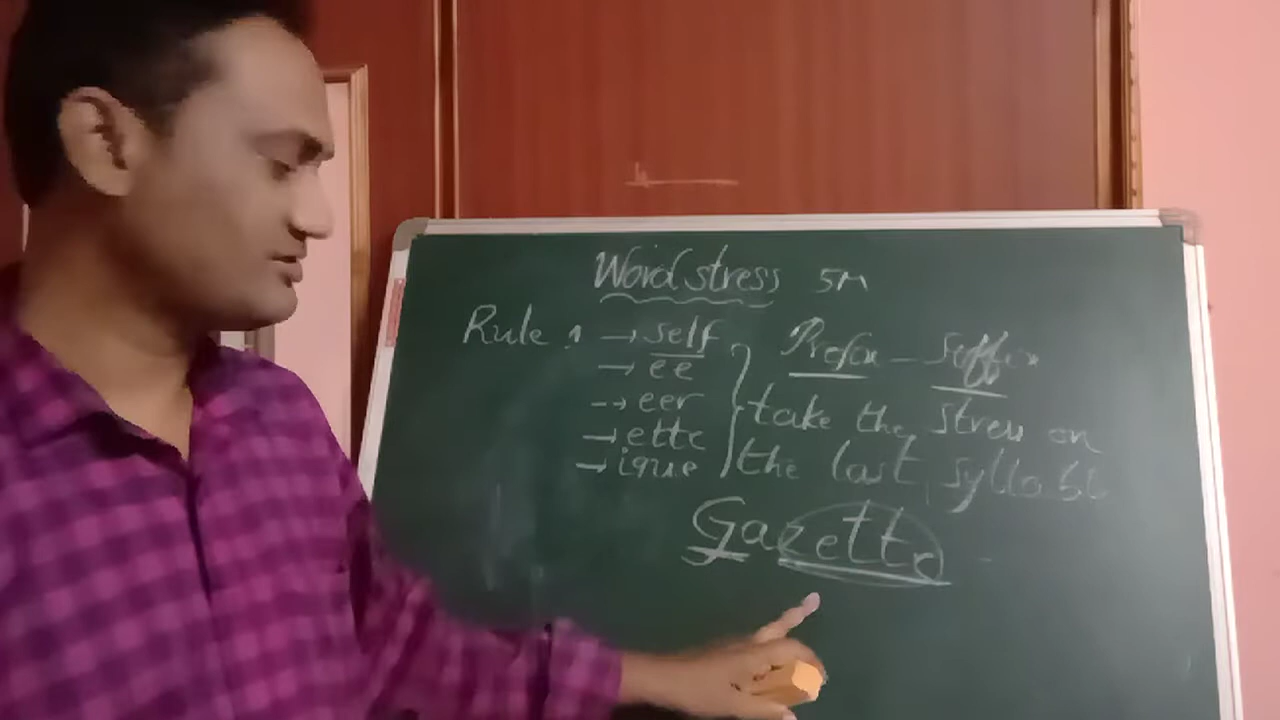 Word stress 5M
Rule 1 → self Prefix - Suffix
→ ee
→ eer take the stress on
→ ette
→ ique the last syllable
Gazette